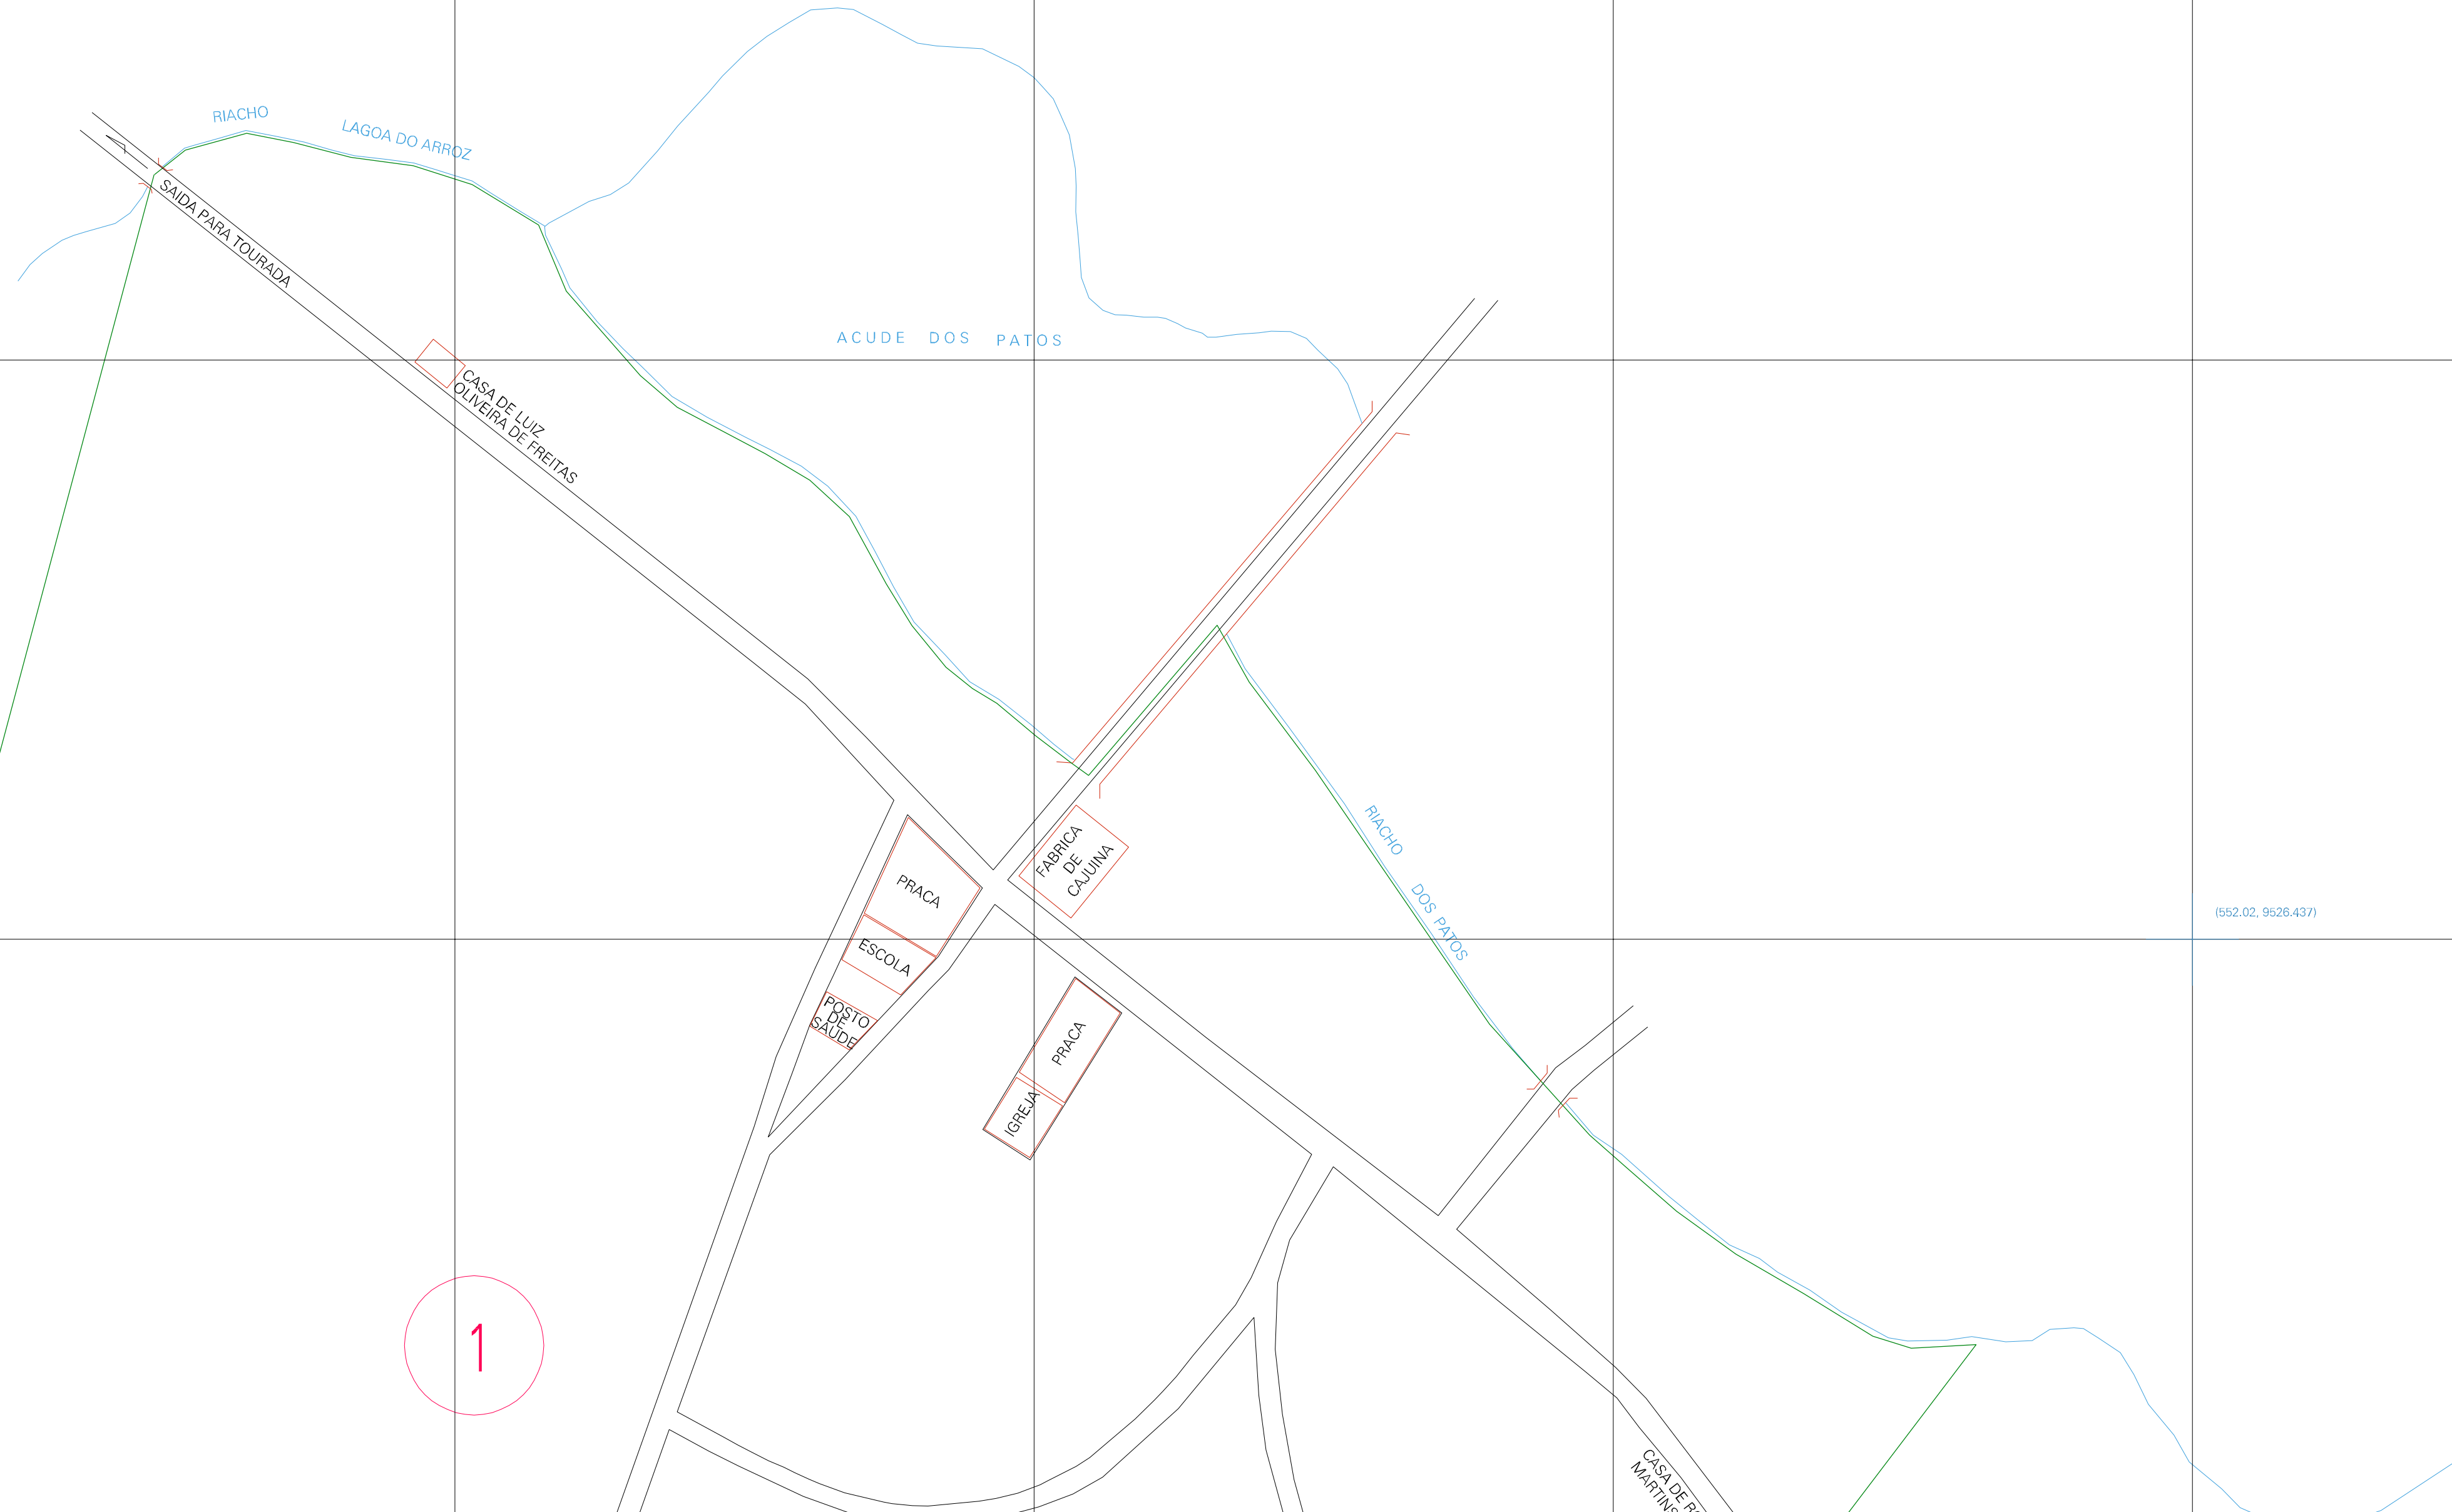 RIACHO
LAGOA DO ARROZ
SAIDA PARA TOURADA
ACUDE DOS PATOS
CASA DE LUIZ
OLIVEIRA DE FREITAS
FABRICA
DE
CAJUINA
RIACHO
DOS PATOS
PRACA
ESCOLA
POSTO
DE
SAUDE
(552.02, 9526.437)
PRACA
IGREJA
1
CASA DE
MARTINS